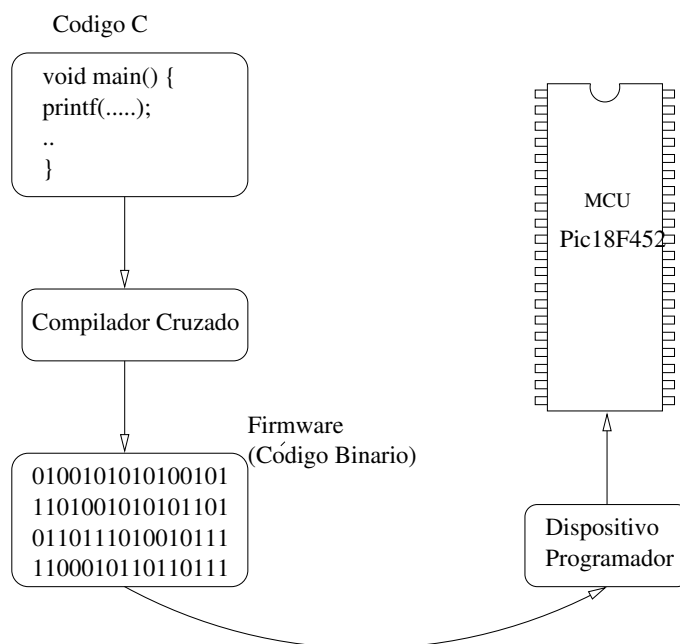 Codigo C
void main() {
printf(.....);
..
}
Compilador Cruzado
Firmware
(Código Binario)
0100101010100101
1101001010101101
0110111010010111
1100010110110111
MCU
Pic18F452
Dispositivo
Programador